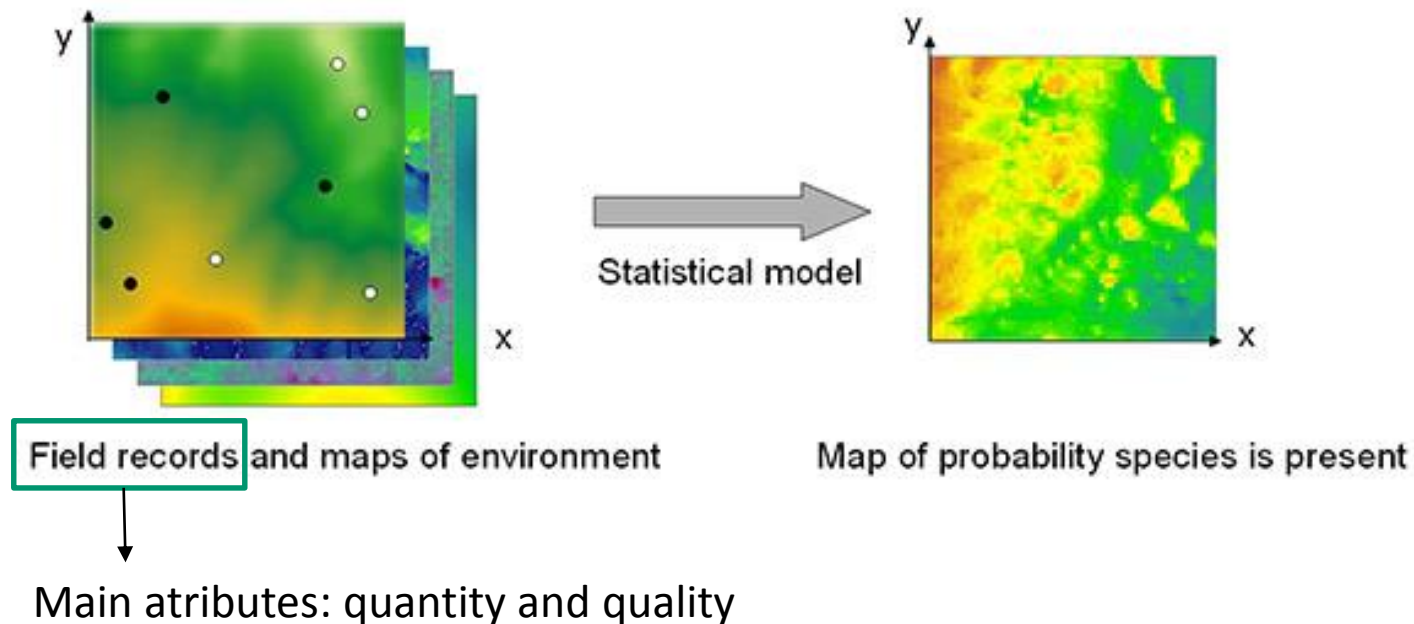 y
x
Field records and maps of environment
Statistical model
y
x
Map of probability species is present
Main atributes: quantity and quality